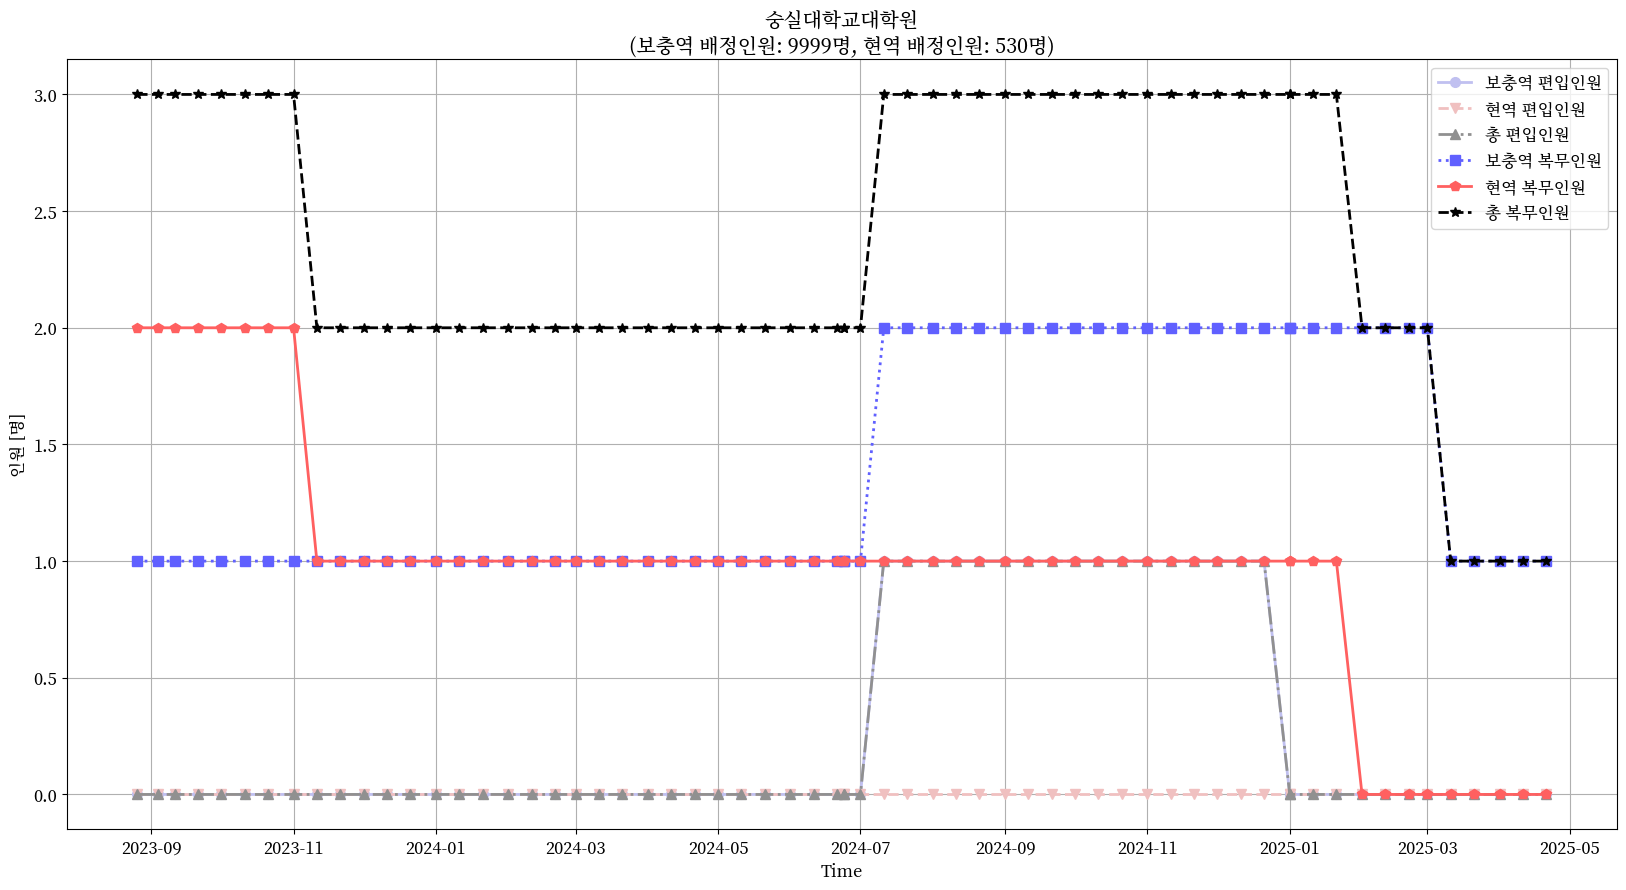 숭실대학교대학원
(보충역 배정인원: 9999명, 현역 배정인원: 530명)
보충역 편입인원
현역 편입인원
총 편입인원
보충역 복무인원
현역 복무인원
총 복무인원
3.0
2.5
2.0
1.5
1.0
0.5
0.0
인원 [명]
2023-09
2023-11
2024-01
2024-03
2024-05
2024-07
2024-09
2024-11
2025-01
2025-03
2025-05
Time